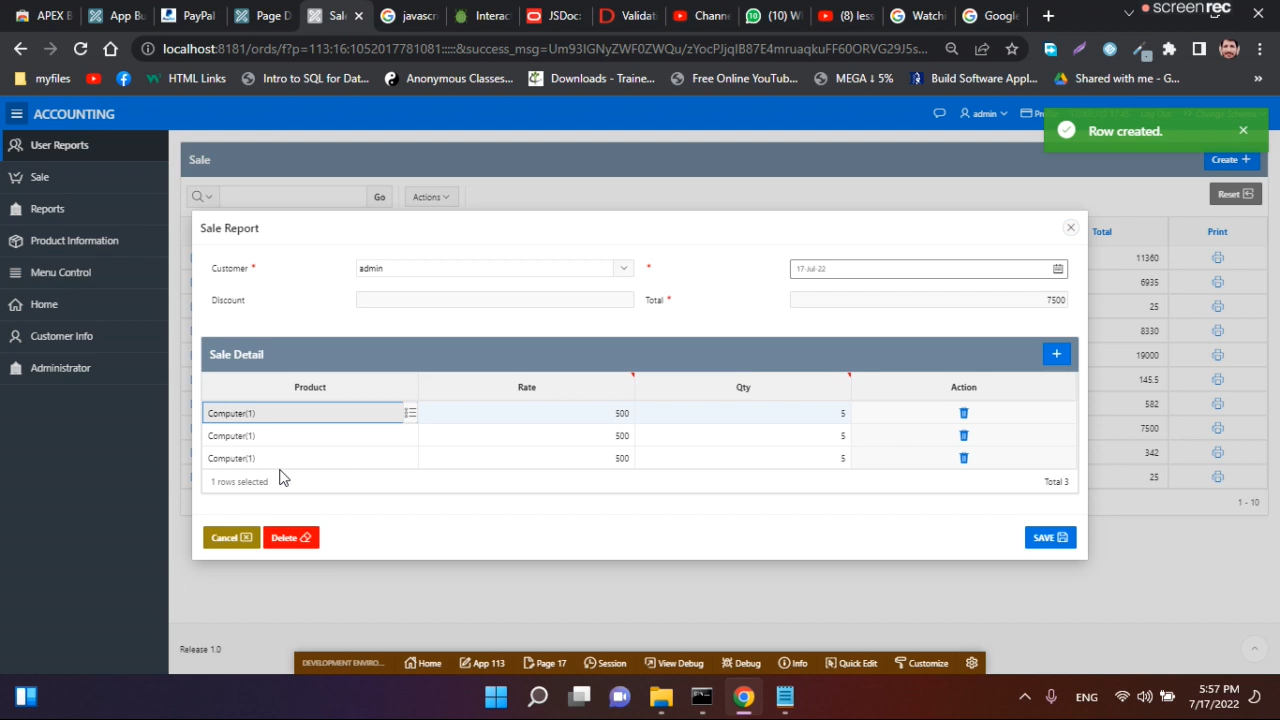 screenrec
APEX B
App Bu
PayPal
Page D
Sal
javasc
Interac
JSDoc
Valida
Chann
(10) W
(8) less
Watchi
Google
localhost:8181/ords/f?p=113:16:1052017781081:::::&success_msg=Um93IGNyZWF0ZWQu/zYocPJjqlB87E4mruaqkuFF60ORVG29J5s...
myfiles
HTML Links
Intro to SQL for Dat...
Anonymous Classes...
Downloads - Traine...
Free Online YouTub...
MEGA ↓ 5%
Build Software Appl...
Shared with me - G...
»
ACCOUNTING
admin
User Reports
Sale
Reports
Product Information
Menu Control
Home
Customer Info
Administrator
Row created.
Sale
Create +
Go
Actions
Reset
Total
Print
11360
6935
25
8330
19000
145.5
582
7500
342
25
1 - 10
Sale Report
Customer *
admin
*
17-Jul-22
Discount
Total *
7500
Sale Detail
+
Product
Rate
Qty
Action
Computer(1)
500
5
Computer(1)
500
5
Computer(1)
500
5
1 rows selected
Total 3
Cancel
Delete
SAVE
Release 1.0
DEVELOPMENT ENVIRO...
Home
App 113
Page 17
Session
View Debug
Debug
Info
Quick Edit
Customize
ENG
5:57 PM
7/17/2022